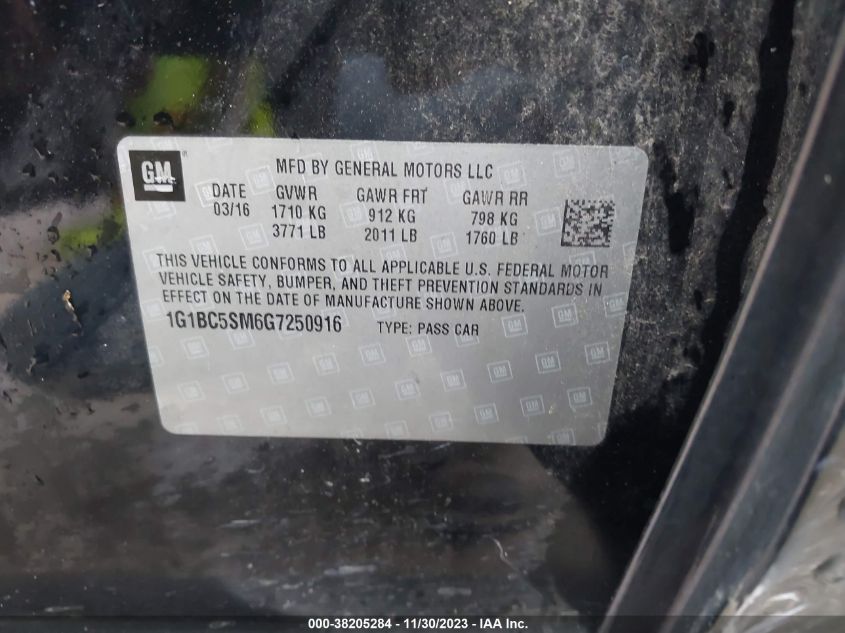 GM
MFD BY GENERAL MOTORS LLC
DATE GVWR GAWR FRT GAWR RR
03/16 1710 KG 912 KG 798 KG
3771 LB 2011 LB 1760 LB
THIS VEHICLE CONFORMS TO ALL APPLICABLE U.S. FEDERAL MOTOR
VEHICLE SAFETY, BUMPER, AND THEFT PREVENTION STANDARDS IN
EFFECT ON THE DATE OF MANUFACTURE SHOWN ABOVE.
1G1BC5SM6G7250916 TYPE: PASS CAR
000-38205284 - 11/30/2023 - IAA Inc.